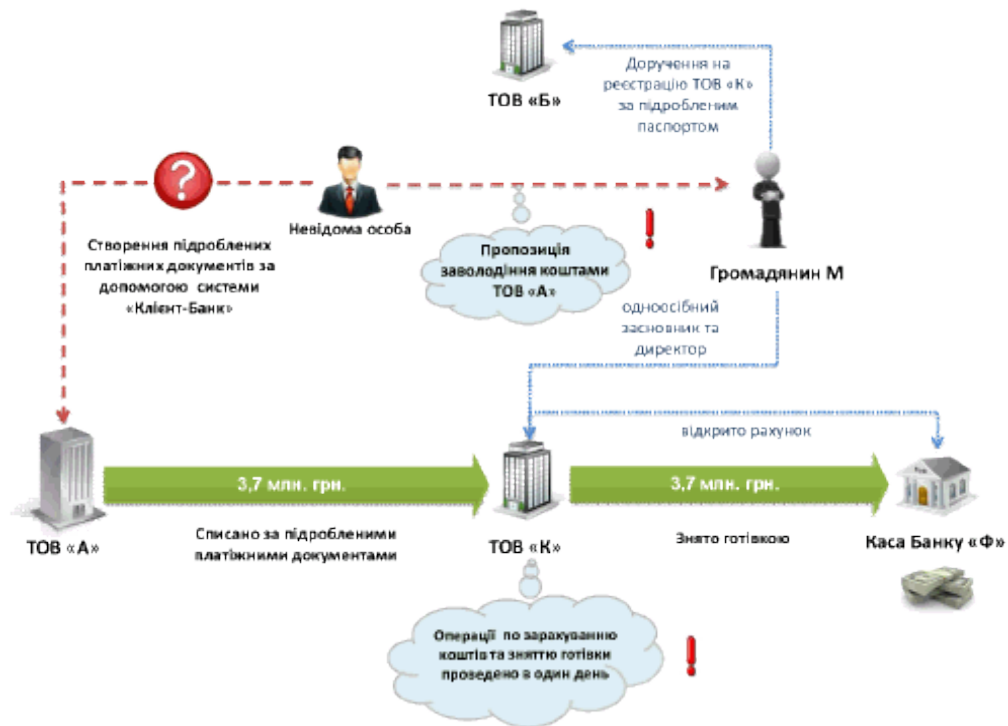 Доручення на
реєстрацію ТОВ «К»
за підробленим
паспортом
ТОВ «Б»
?
Невідома особа
Створення підроблених
платіжних документів за
допомогою системи
«Клієнт-Банк»
Пропозиція
заволодіння коштами
ТОВ «А»
!
Громадянин М
одноосібний
засновник та
директор
відкрито рахунок
3,7 млн. грн.
3,7 млн. грн.
ТОВ «А»
Списано за підробленими
платіжними документами
ТОВ «К»
Знято готівкою
Каса Банку «Ф»
Операції по зарахуванню
коштів та зняттю готівки
проведено в один день
!